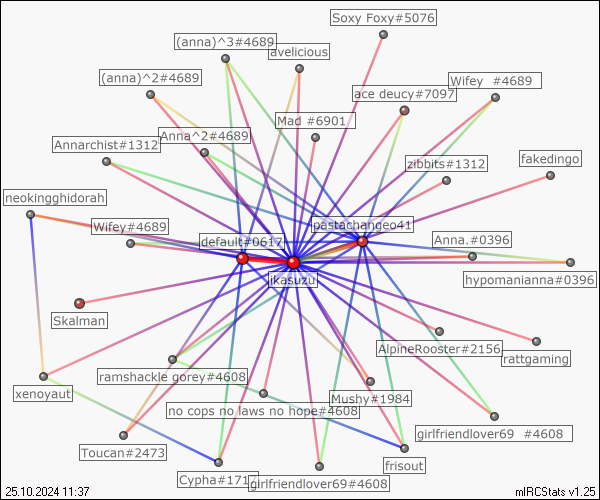 Soxy Foxy#5076
(anna)^3#4689
avelicious
(anna)^2#4689
Wifey  #4689
ace deucy#7097
Mad #6901
Anna^2#4689
Annarchist#1312
zibbits#1312
fakedingo
neokingghidorah
Wifey#4689
pastachangeo41
default#0617
Anna.#0396
jkasuzu
hypomanianna#0396
Skalman
AlpineRooster#2156
rattgaming
ramshackle gorey#4608
xenoyaut
Mushy#1984
no cops no laws no hope#4608
girlfriendlover69  #4608
Toucan#2473
frisout
Cypha#171
girlfriendlover69#4608
25.10.2024 11:37
mIRCStats v1.25